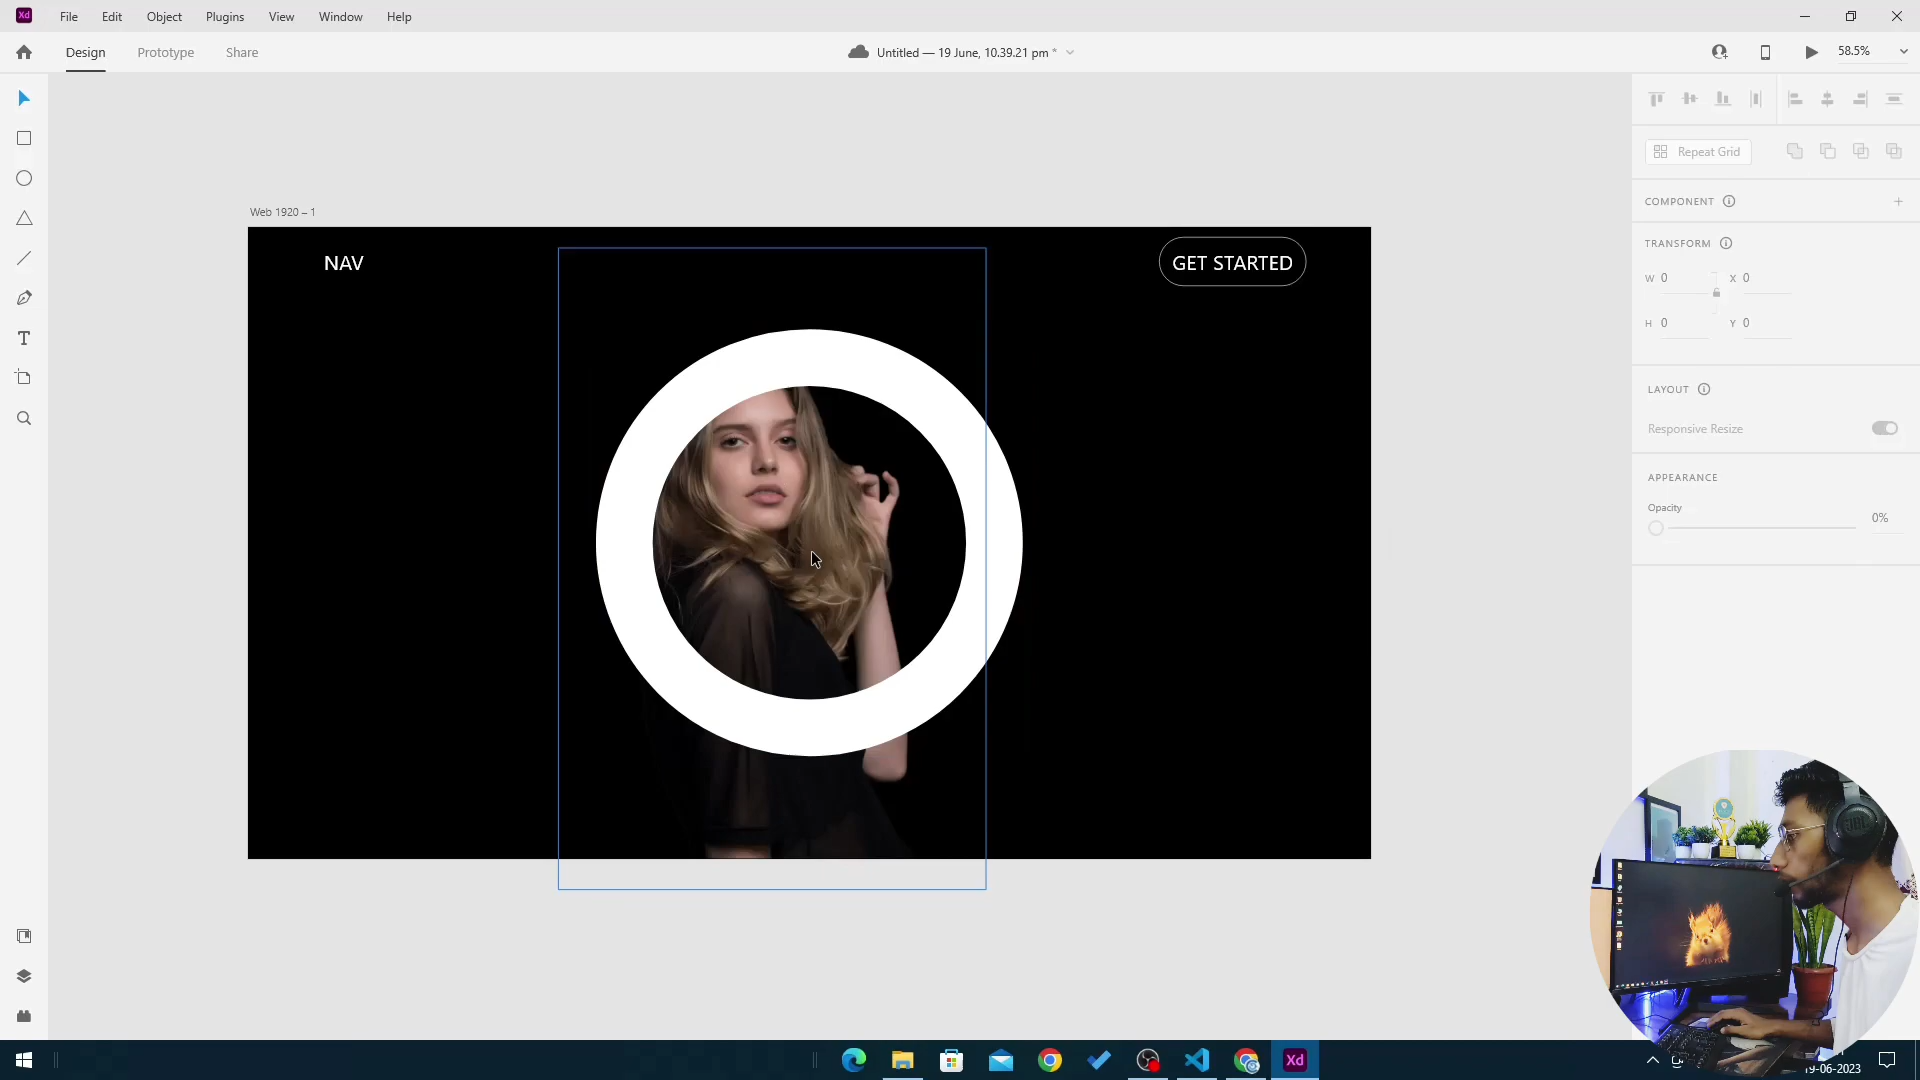 Xd File Edit Object Plugins View Window Help
Design Prototype Share Untitled — 19 June, 10.39.21 pm * 58.5%
Repeat Grid
COMPONENT
TRANSFORM
W 0 X 0
H 0 Y 0
LAYOUT
Responsive Resize
APPEARANCE
Opacity
0%
Web 1920 – 1
NAV
GET STARTED
T
Xd
19-06-2023